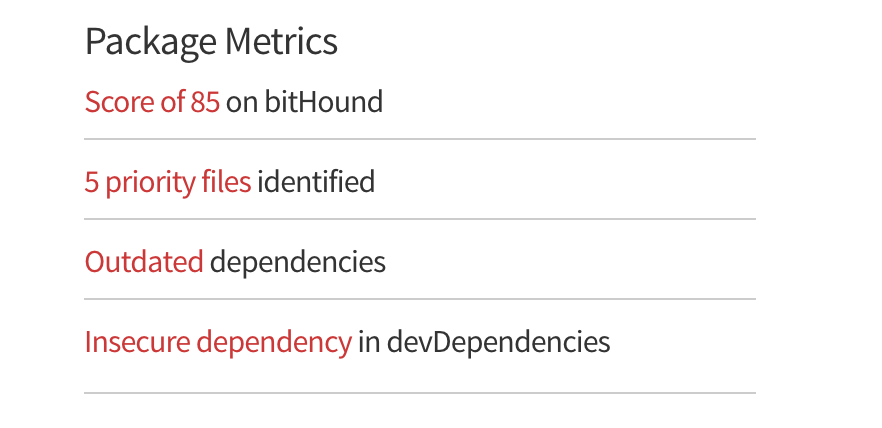 Package Metrics
Score of 85 on bitHound
5 priority files identified
Outdated dependencies
Insecure dependency in devDependencies